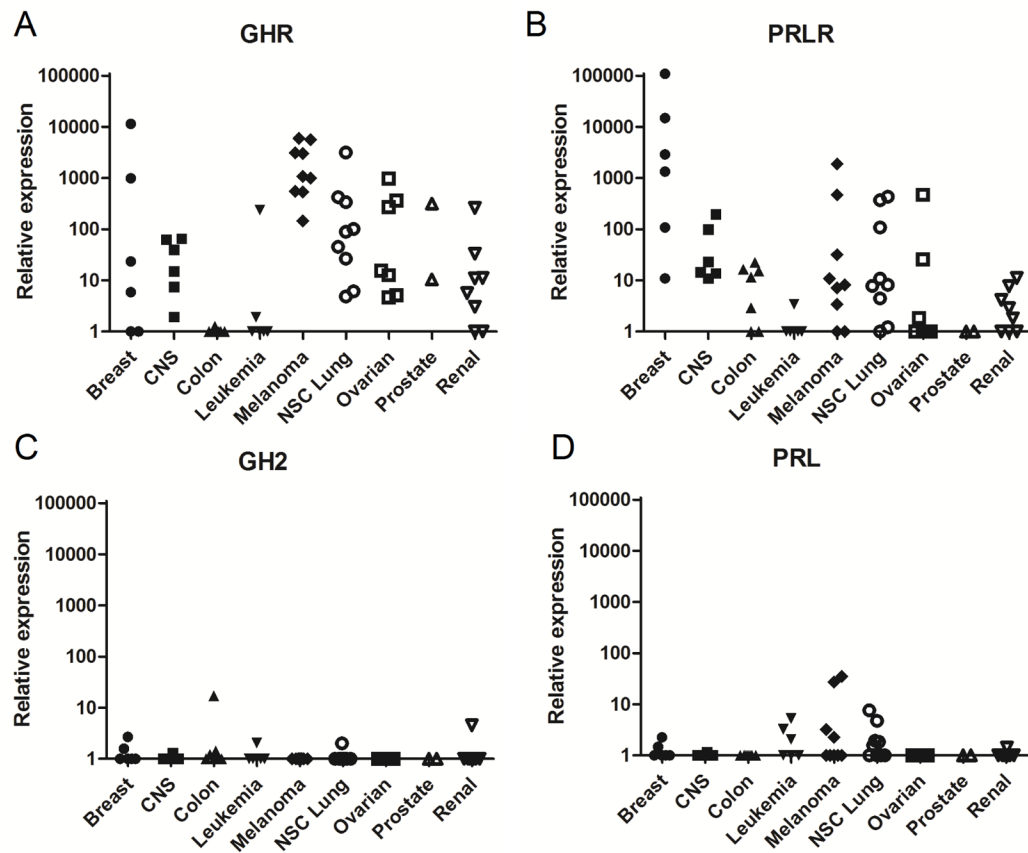 A
GHR
Relative expression
100000
10000
1000
100
10
1
Breast
CNS
Colon
Leukemia
Melanoma
NSC Lung
Ovarian
Prostate
Renal
B
PRLR
Relative expression
100000
10000
1000
100
10
1
Breast
CNS
Colon
Leukemia
Melanoma
NSC Lung
Ovarian
Prostate
Renal
C
GH2
Relative expression
100000
10000
1000
100
10
1
Breast
CNS
Colon
Leukemia
Melanoma
NSC Lung
Ovarian
Prostate
Renal
D
PRL
Relative expression
100000
10000
1000
100
10
1
Breast
CNS
Colon
Leukemia
Melanoma
NSC Lung
Ovarian
Prostate
Renal